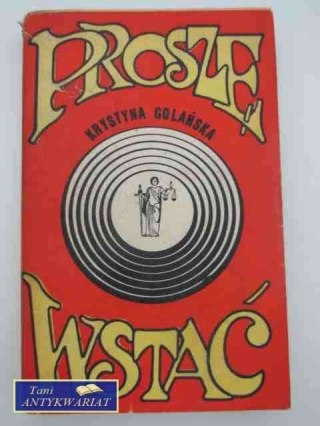 PROSZĘ
KRYSTYNA GOLAŃSKA
WSTAĆ
Tani
ANTYKWARIAT